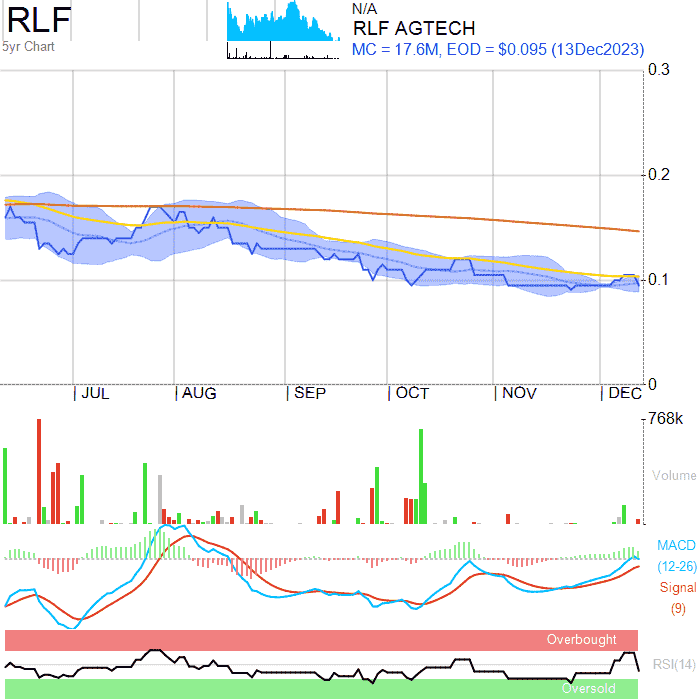 RLF
5yr Chart
N/A
RLF AGTECH
MC = 17.6M, EOD = $0.095 (13Dec2023)
0.3
0.2
0.1
0
JUL AUG SEP OCT NOV DEC
768k
Volume
MACD
(12-26)
Signal
(9)
Overbought
RSI(14)
Oversold